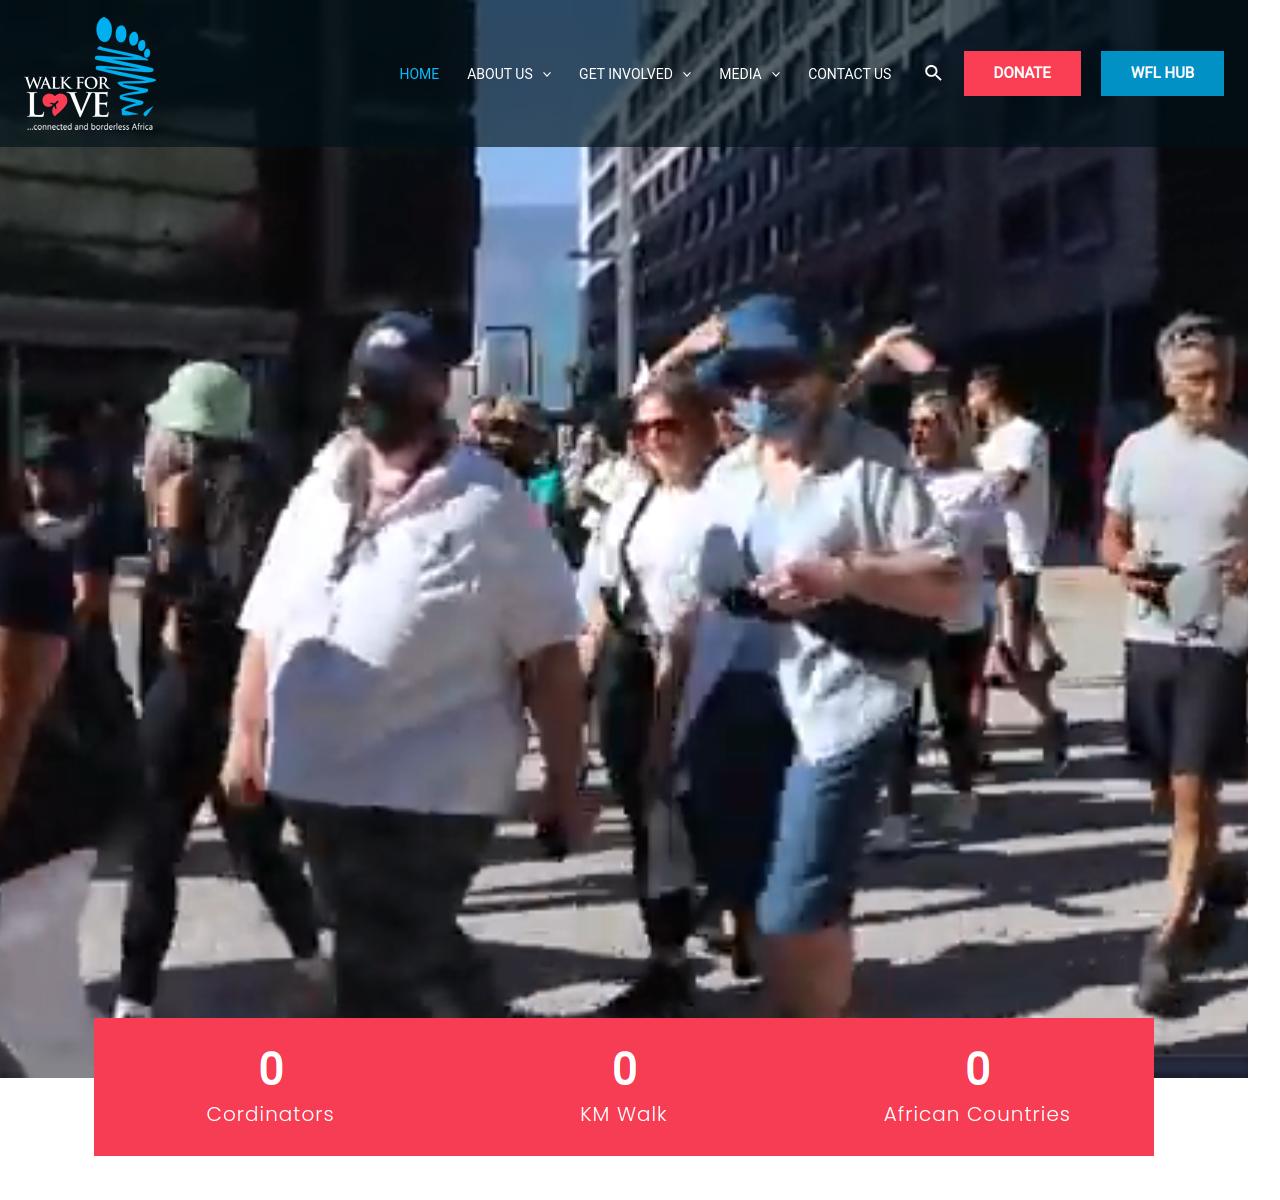 WALK FOR
LOVE
...connected and borderless Africa
HOME
ABOUT US
GET INVOLVED
MEDIA
CONTACT US
DONATE
WFL HUB
0
Cordinators
0
KM Walk
0
African Countries